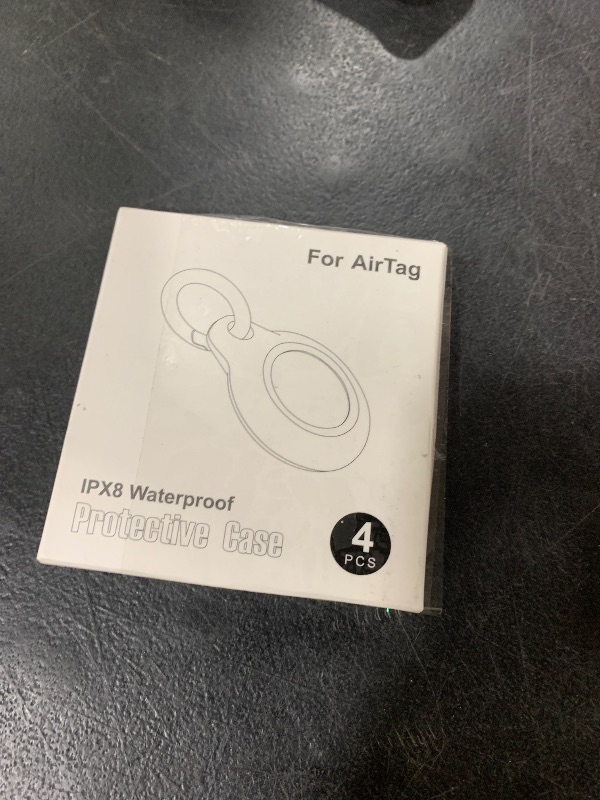 For AirTag
IPX8 Waterproof
Protective Case
4
PCS